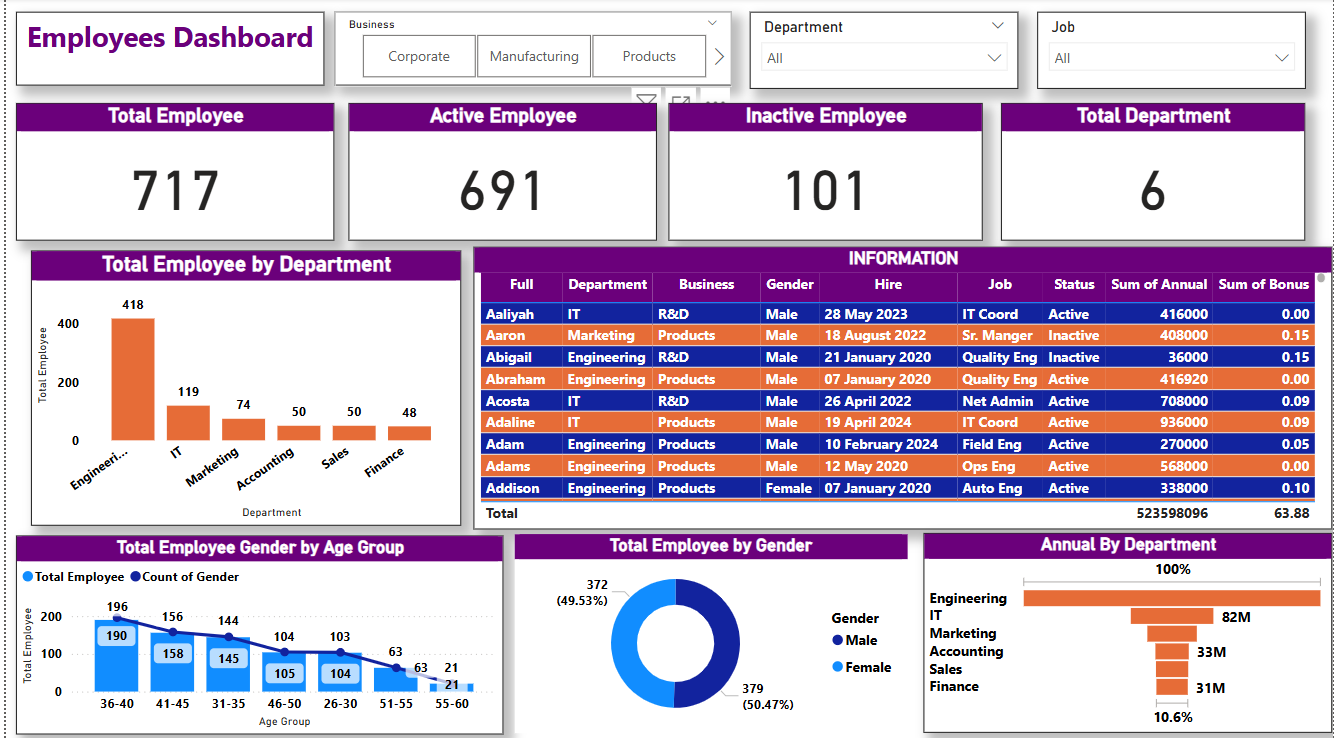 Employees Dashboard
Business
Corporate
Manufacturing
Products
Department
All
Job
All
Total Employee
717
Active Employee
691
Inactive Employee
101
Total Department
6
Total Employee by Department
Total Employee
400
200
0
418
119
74
50
50
48
Engineeri...
IT
Marketing
Accounting
Sales
Finance
Department
INFORMATION
Full Department Business Gender Hire Job Status Sum of Annual Sum of Bonus
Aaliyah IT R&D Male 28 May 2023 IT Coord Active 416000 0.00
Aaron Marketing Products Male 18 August 2022 Sr. Manger Inactive 408000 0.15
Abigail Engineering R&D Male 21 January 2020 Quality Eng Inactive 36000 0.15
Abraham Engineering Products Male 07 January 2020 Quality Eng Active 416920 0.00
Acosta IT R&D Male 26 April 2022 Net Admin Active 708000 0.09
Adaline IT Products Male 19 April 2024 IT Coord Active 936000 0.09
Adam Engineering Products Male 10 February 2024 Field Eng Active 270000 0.05
Adams Engineering Products Male 12 May 2020 Ops Eng Active 568000 0.00
Addison Engineering Products Female 07 January 2020 Auto Eng Active 338000 0.10
Total 523598096 63.88
Total Employee Gender by Age Group
Total Employee Count of Gender
Total Employee
200
100
0
196
156
144
104
103
63
21
190
158
145
105
104
63
21
36-40
41-45
31-35
46-50
26-30
51-55
55-60
Age Group
Total Employee by Gender
372
(49.53%)
379
(50.47%)
Gender
Male
Female
Annual By Department
100%
Engineering
IT 82M
Marketing
Accounting 33M
Sales
Finance 31M
10.6%